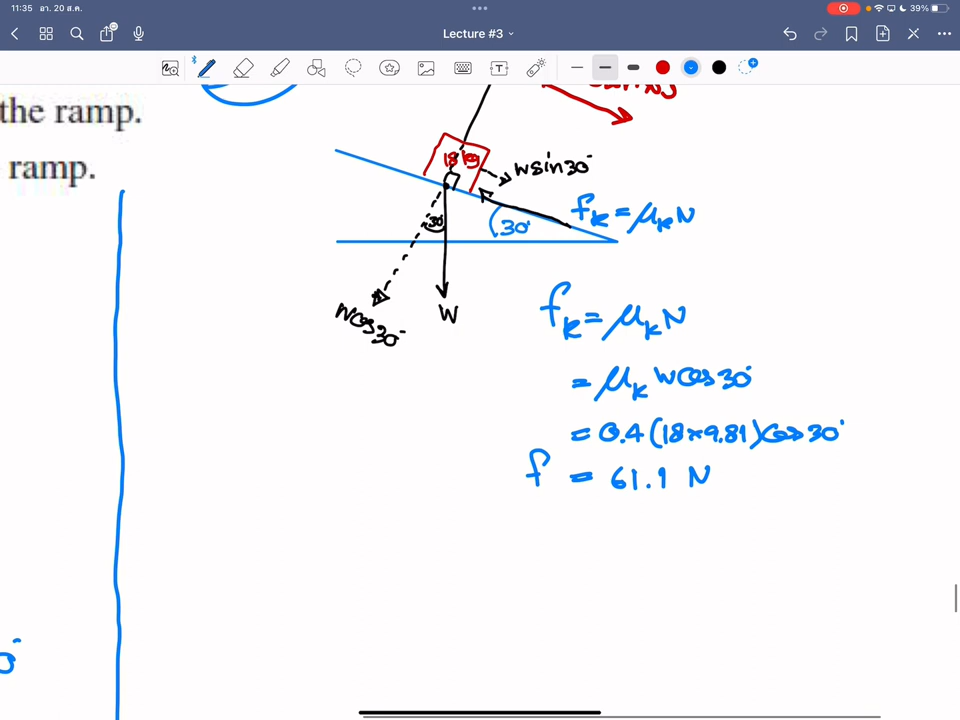 11:35 อา. 20 ส.ค.
39%
Lecture #3
the ramp.
ramp.
18 kg
wsin30°
30°
30°
fk = μkN
W
wcos30°
fk = μkN
= μk wcos30°
= 0.4(18×9.81)cos30°
f = 61.1 N